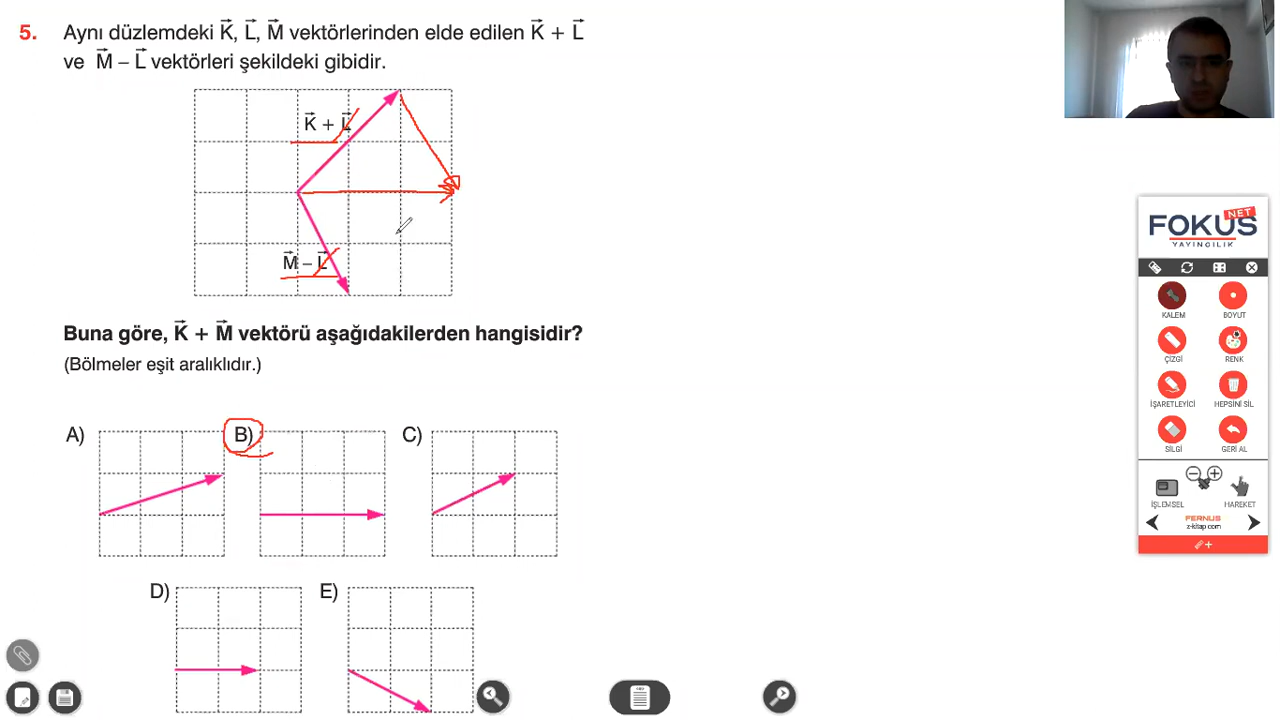 5. Aynı düzlemdeki K⃗, L⃗, M⃗ vektörlerinden elde edilen K⃗ + L⃗
ve M⃗ – L⃗ vektörleri şekildeki gibidir.
K⃗ + L⃗
M⃗ – L⃗
Buna göre, K⃗ + M⃗ vektörü aşağıdakilerden hangisidir?
(Bölmeler eşit aralıklıdır.)
A)
B)
C)
D)
E)
FOKUS NET
YAYINCILIK
KALEM
BOYUT
ÇİZGİ
RENK
İŞARETLEYİCİ
HEPSİNİ SİL
SİLGİ
GERİ AL
İŞLEMSEL
HAREKET
FERNUS
z-kitap.com